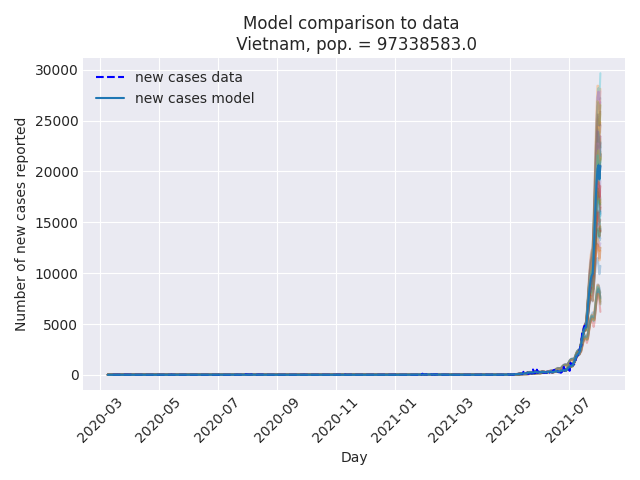 Model comparison to data
Vietnam, pop. = 97338583.0
new cases data
new cases model
30000
25000
20000
15000
10000
5000
0
Number of new cases reported
2020-03
2020-05
2020-07
2020-09
2020-11
2021-01
2021-03
2021-05
2021-07
Day